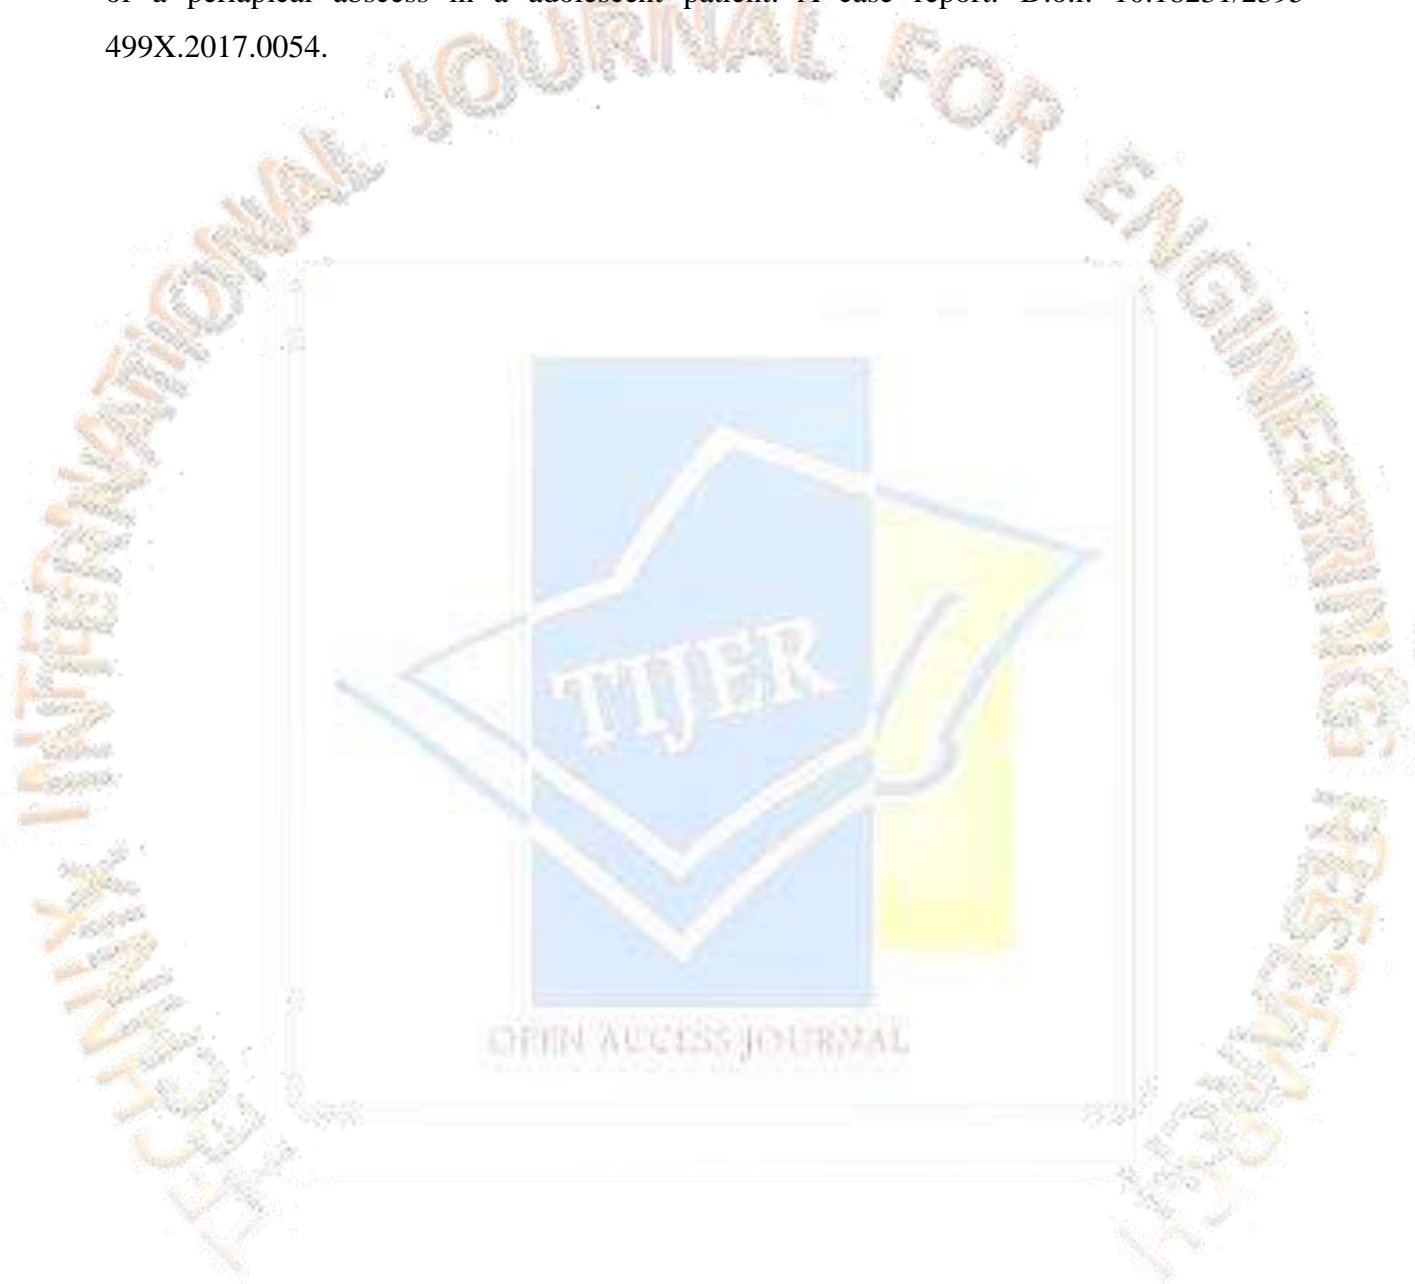 of a periapical abscess in a adolescent patient: A case report. D.o.i: 10.18231/2395-
499X.2017.0054.
TECHNIX INTERNATIONAL JOURNAL FOR ENGINEERING RESEARCH
TIJER
OPEN ACCESS JOURNAL